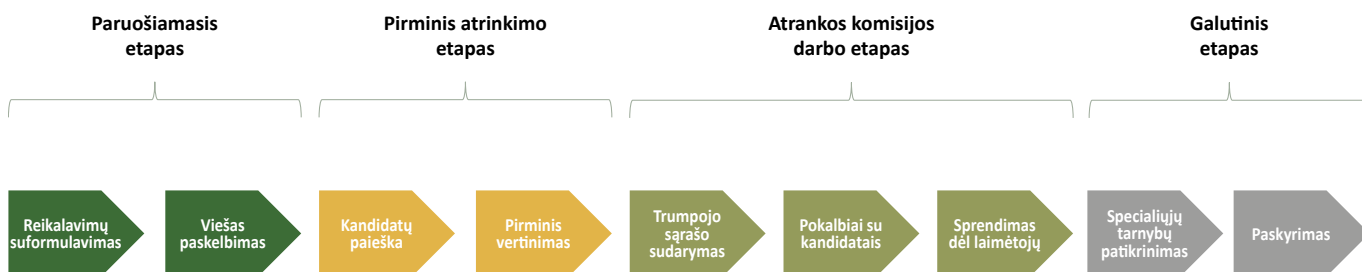 Paruošiamasis
etapas
Pirminis atrinkimo
etapas
Atrankos komisijos
darbo etapas
Galutinis
etapas
Reikalavimų
suformulavimas
Viešas
paskelbimas
Kandidatų
paieška
Pirminis
vertinimas
Trumpojo
sąrašo
sudarymas
Pokalbiai su
kandidatais
Sprendimas
dėl laimėtojų
Specialiųjų
tarnybų
patikrinimas
Paskyrimas